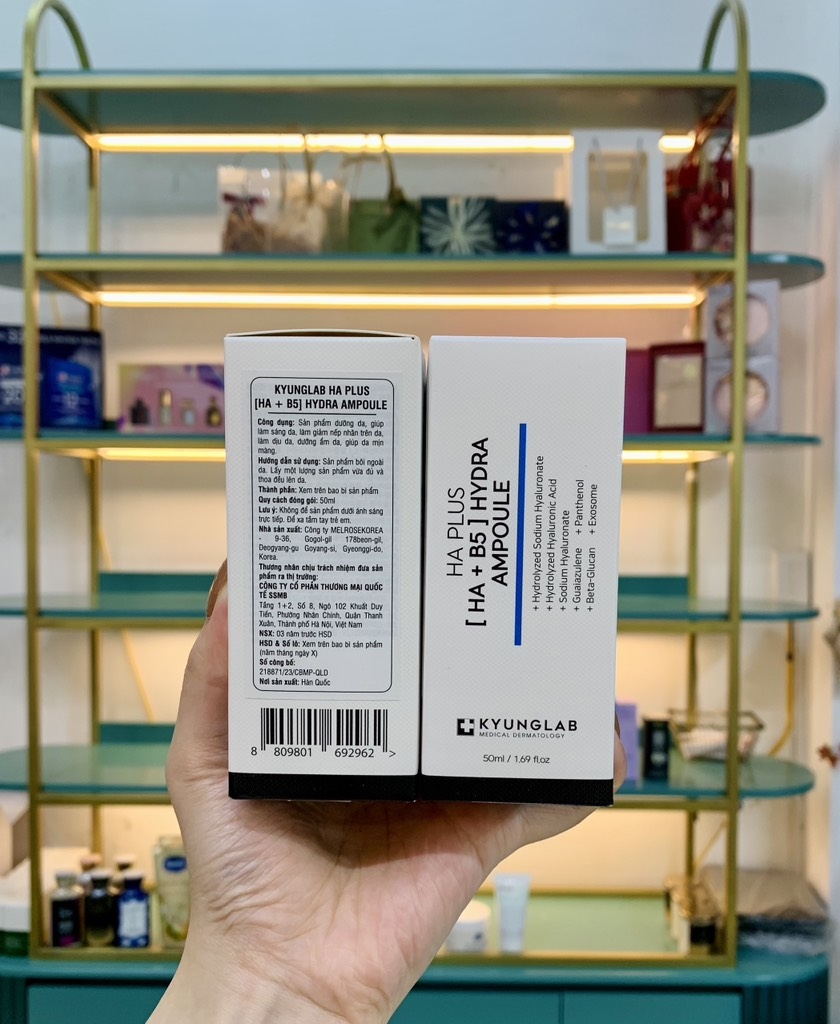 KYUNGLAB HA PLUS
[HA + B5] HYDRA AMPOULE
Công dụng: Sản phẩm dưỡng da, giúp
làm sáng da, làm giảm nếp nhăn trên da,
làm dịu da, dưỡng ẩm da, giúp da mịn
màng.
Hướng dẫn sử dụng: Sản phẩm bôi ngoài
da. Lấy một lượng sản phẩm vừa đủ và
thoa đều lên da.
Thành phần: Xem trên bao bì sản phẩm
Quy cách đóng gói: 50ml
Lưu ý: Không để sản phẩm dưới ánh sáng
trực tiếp. Để xa tầm tay trẻ em.
Nhà sản xuất: Công ty MELROSEKOREA
- 9-36, Gogol-gil 178beon-gil,
Deogyang-gu Goyang-si, Gyeonggi-do,
Korea.
Thương nhân chịu trách nhiệm đưa sản
phẩm ra thị trường:
CÔNG TY CỔ PHẦN THƯƠNG MẠI QUỐC
TẾ SSMB
Tầng 1+2, Số 8, Ngõ 102 Khuất Duy
Tiến, Phường Nhân Chính, Quận Thanh
Xuân, Thành phố Hà Nội, Việt Nam
NSX: 03 năm trước HSD
HSD & Số lô: Xem trên bao bì sản phẩm
(năm tháng ngày X)
Số công bố:
218871/23/CBMP-QLD
Nơi sản xuất: Hàn Quốc
8 809801 692962 >
HA PLUS
[ HA + B5 ] HYDRA
AMPOULE
+ Hydrolyzed Sodium Hyaluronate
+ Hydrolyzed Hyaluronic Acid
+ Sodium Hyaluronate
+ Guaiazulene + Panthenol
+ Beta-Glucan + Exosome
KYUNGLAB
MEDICAL DERMATOLOGY
50ml / 1.69 fl.oz